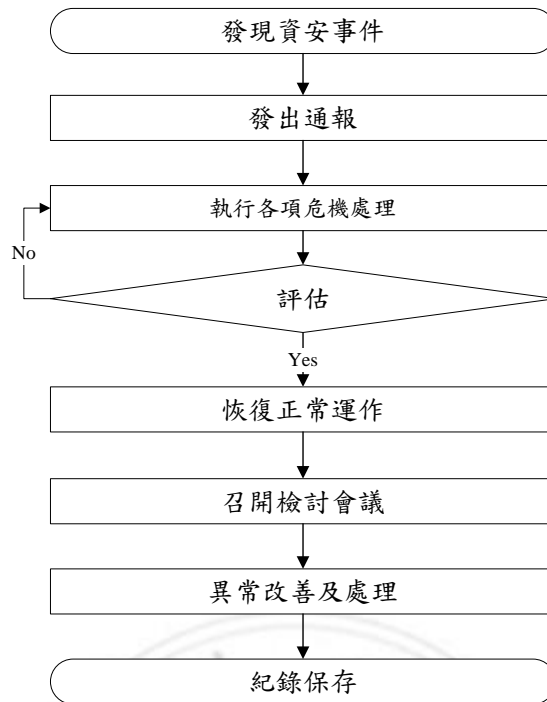 發現資安事件
發出通報
執行各項危機處理
No
評估
Yes
恢復正常運作
召開檢討會議
異常改善及處理
紀錄保存